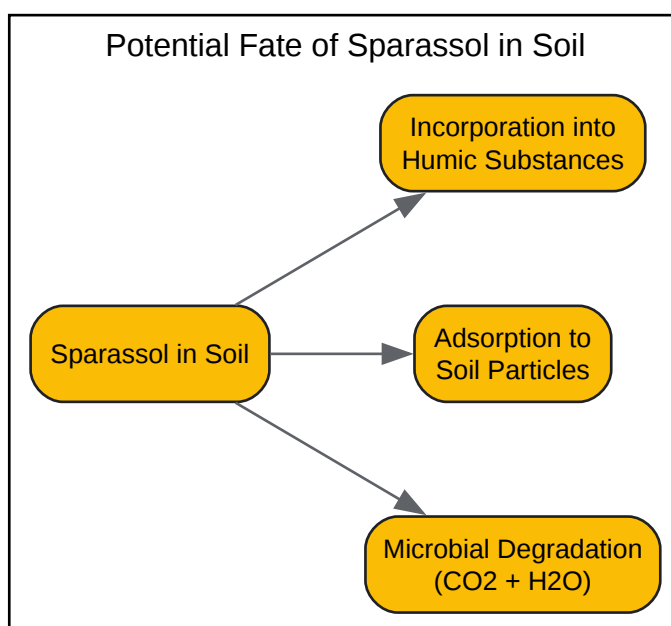 Potential Fate of Sparassol in Soil
Incorporation into
Humic Substances
Sparassol in Soil
Adsorption to
Soil Particles
Microbial Degradation
(CO2 + H2O)